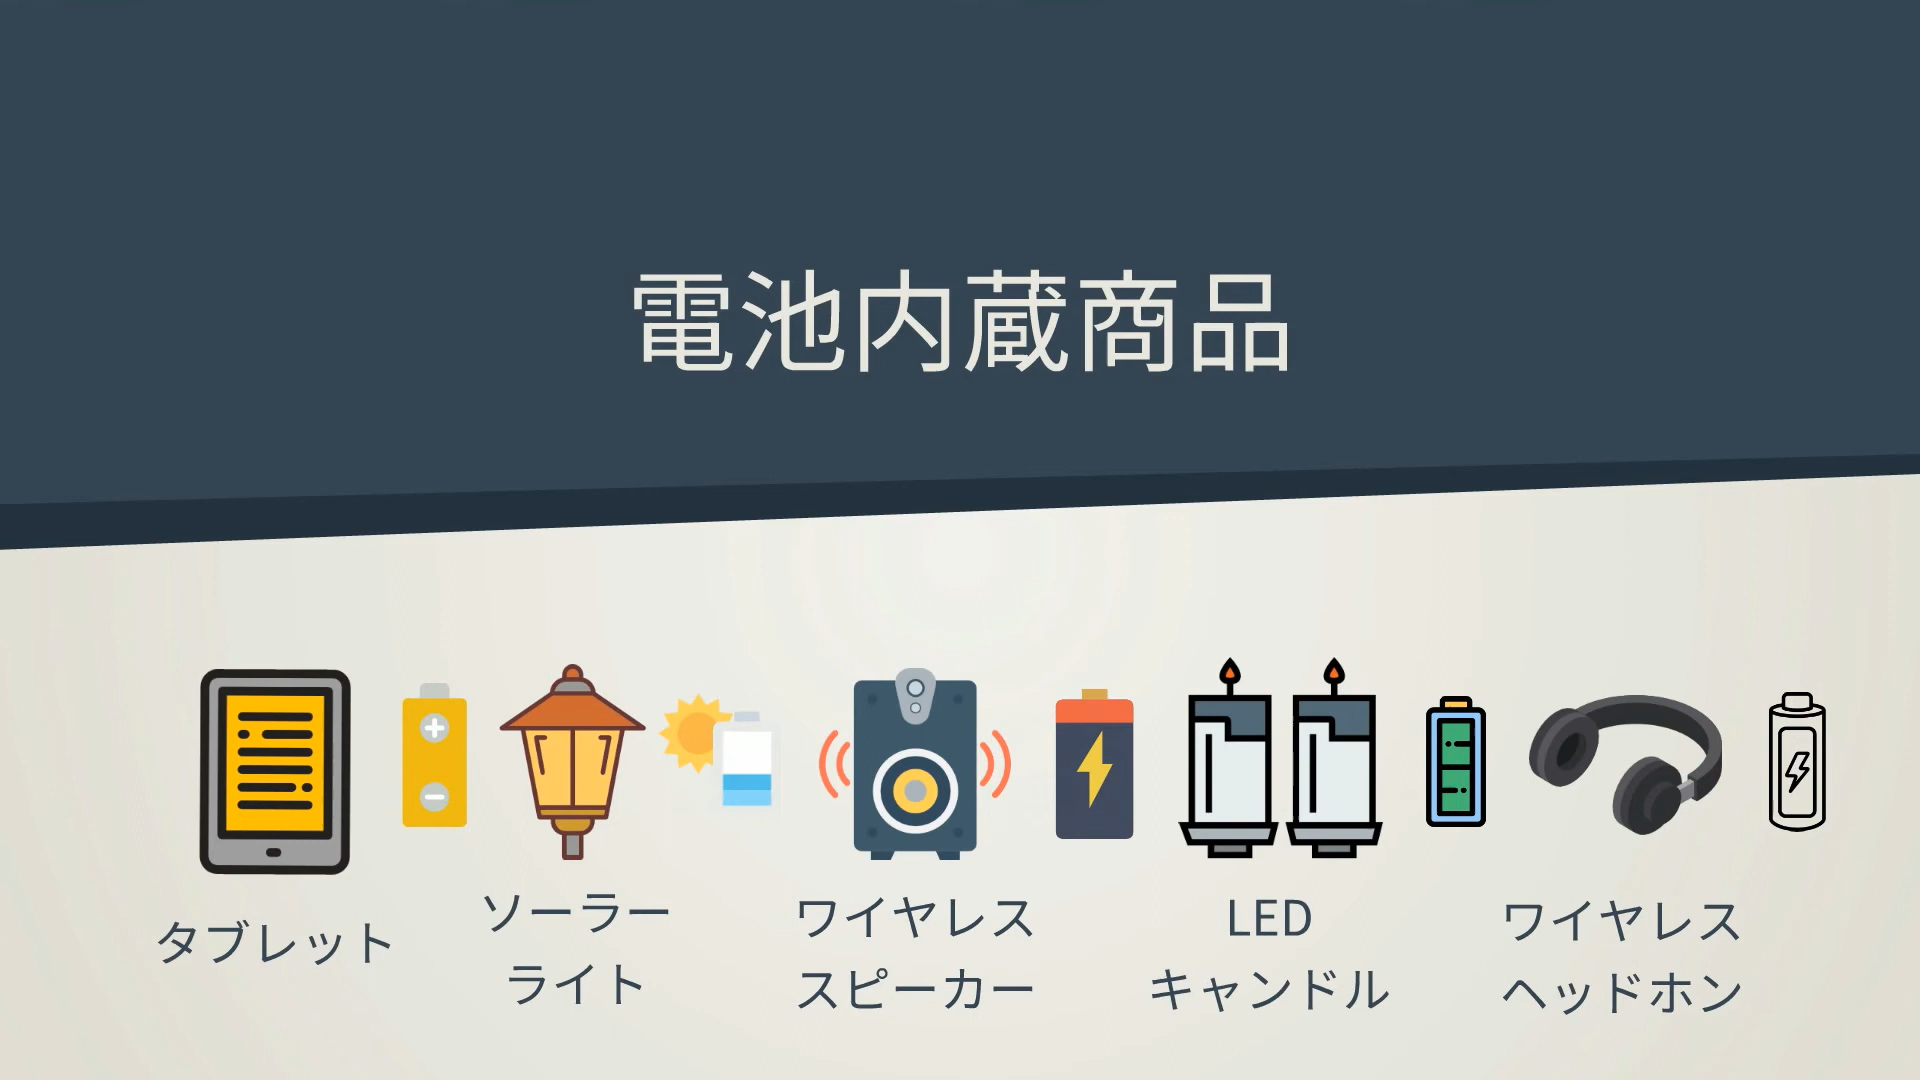 電池内蔵商品
タブレット
ソーラー
ライト
ワイヤレス
スピーカー
LED
キャンドル
ワイヤレス
ヘッドホン